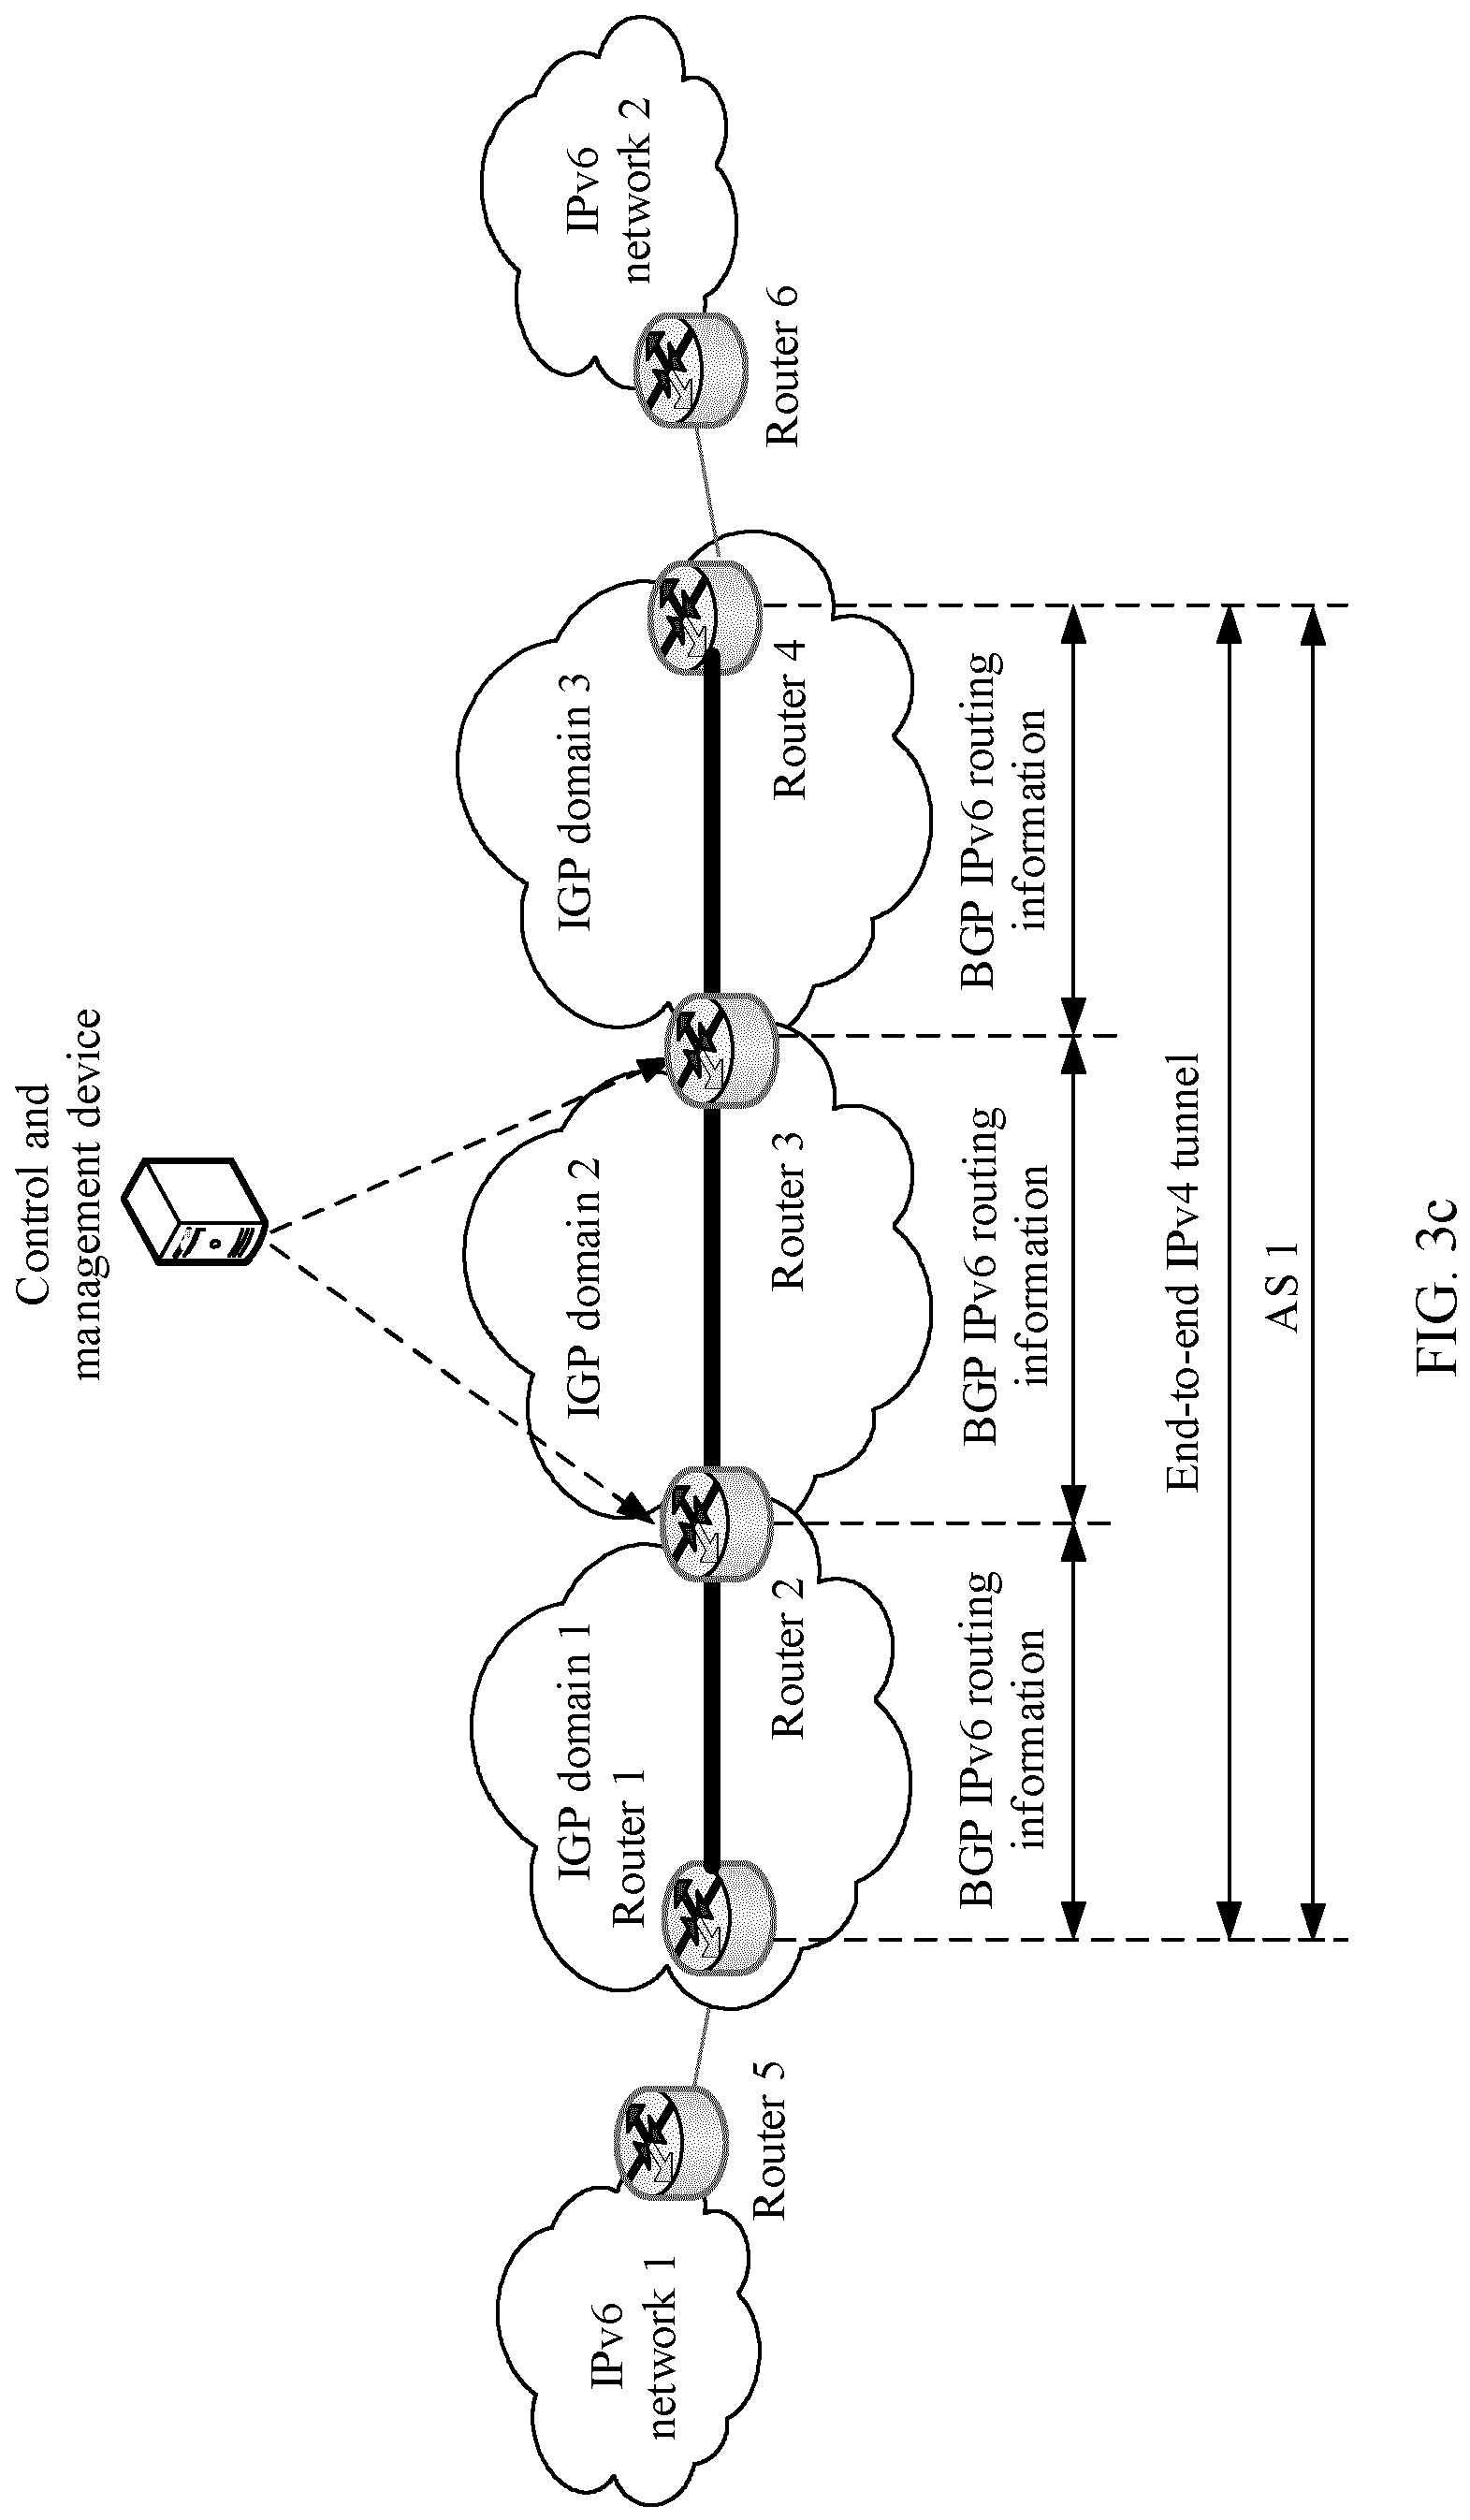 Control and
management device
IPv6
network 1
Router 5
IGP domain 1
Router 1
Router 2
IGP domain 2
Router 3
IGP domain 3
Router 4
IPv6
network 2
Router 6
BGP IPv6 routing
information
BGP IPv6 routing
information
BGP IPv6 routing
information
End-to-end IPv4 tunnel
AS 1
FIG. 3c